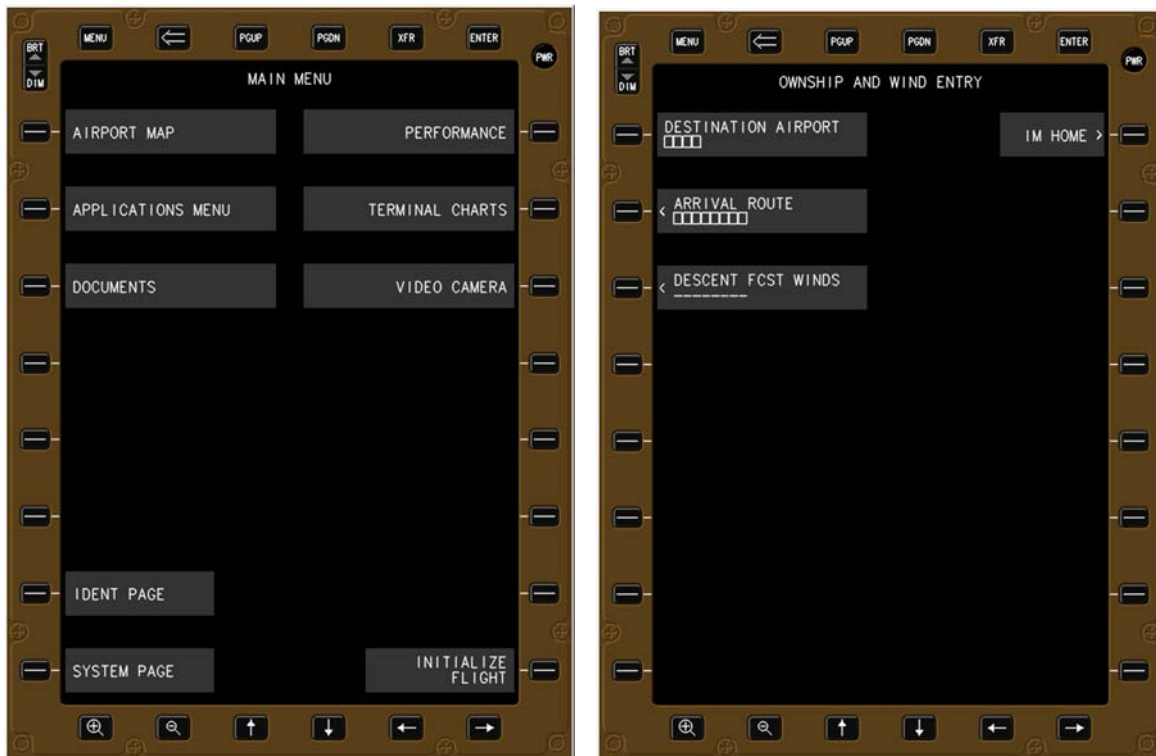 BRT
DIM
MENU
PGUP
PGDN
XFR
ENTER
PWR
MAIN MENU
AIRPORT MAP
PERFORMANCE
APPLICATIONS MENU
TERMINAL CHARTS
DOCUMENTS
VIDEO CAMERA
IDENT PAGE
SYSTEM PAGE
INITIALIZE
FLIGHT
BRT
DIM
MENU
PGUP
PGDN
XFR
ENTER
PWR
OWNSHIP AND WIND ENTRY
DESTINATION AIRPORT
□□□□
IM HOME >
< ARRIVAL ROUTE
□□□□□□□□
< DESCENT FCST WINDS
--------